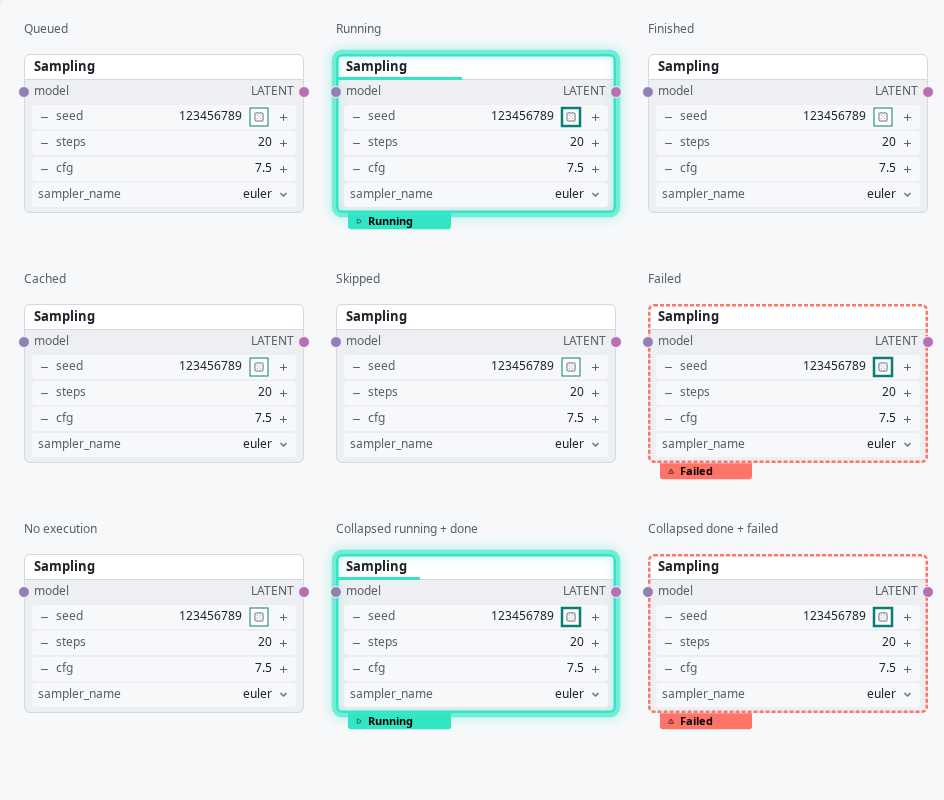 Queued Running Finished
Sampling Sampling Sampling
model LATENT model LATENT model LATENT
– seed 123456789 + – seed 123456789 + – seed 123456789 +
– steps 20 + – steps 20 + – steps 20 +
– cfg 7.5 + – cfg 7.5 + – cfg 7.5 +
sampler_name euler sampler_name euler sampler_name euler
Running
Cached Skipped Failed
Sampling Sampling Sampling
model LATENT model LATENT model LATENT
– seed 123456789 + – seed 123456789 + – seed 123456789 +
– steps 20 + – steps 20 + – steps 20 +
– cfg 7.5 + – cfg 7.5 + – cfg 7.5 +
sampler_name euler sampler_name euler sampler_name euler
Failed
No execution Collapsed running + done Collapsed done + failed
Sampling Sampling Sampling
model LATENT model LATENT model LATENT
– seed 123456789 + – seed 123456789 + – seed 123456789 +
– steps 20 + – steps 20 + – steps 20 +
– cfg 7.5 + – cfg 7.5 + – cfg 7.5 +
sampler_name euler sampler_name euler sampler_name euler
Running Failed